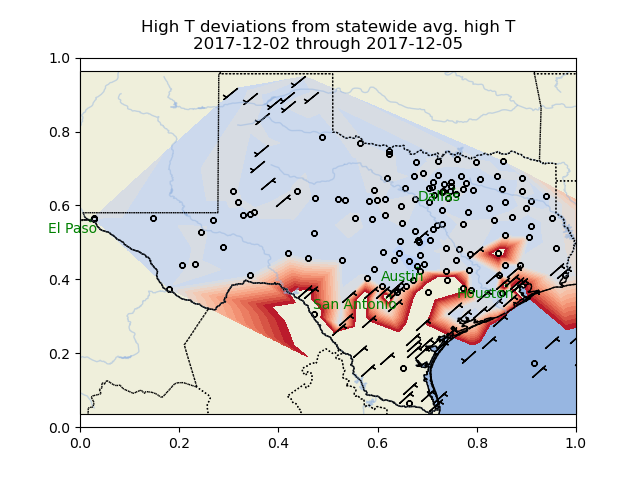 High T deviations from statewide avg. high T
2017-12-02 through 2017-12-05
1.0
0.8
0.6
0.4
0.2
0.0
El Paso
Dallas
Austin
San Antonio
Houston
0.0 0.2 0.4 0.6 0.8 1.0